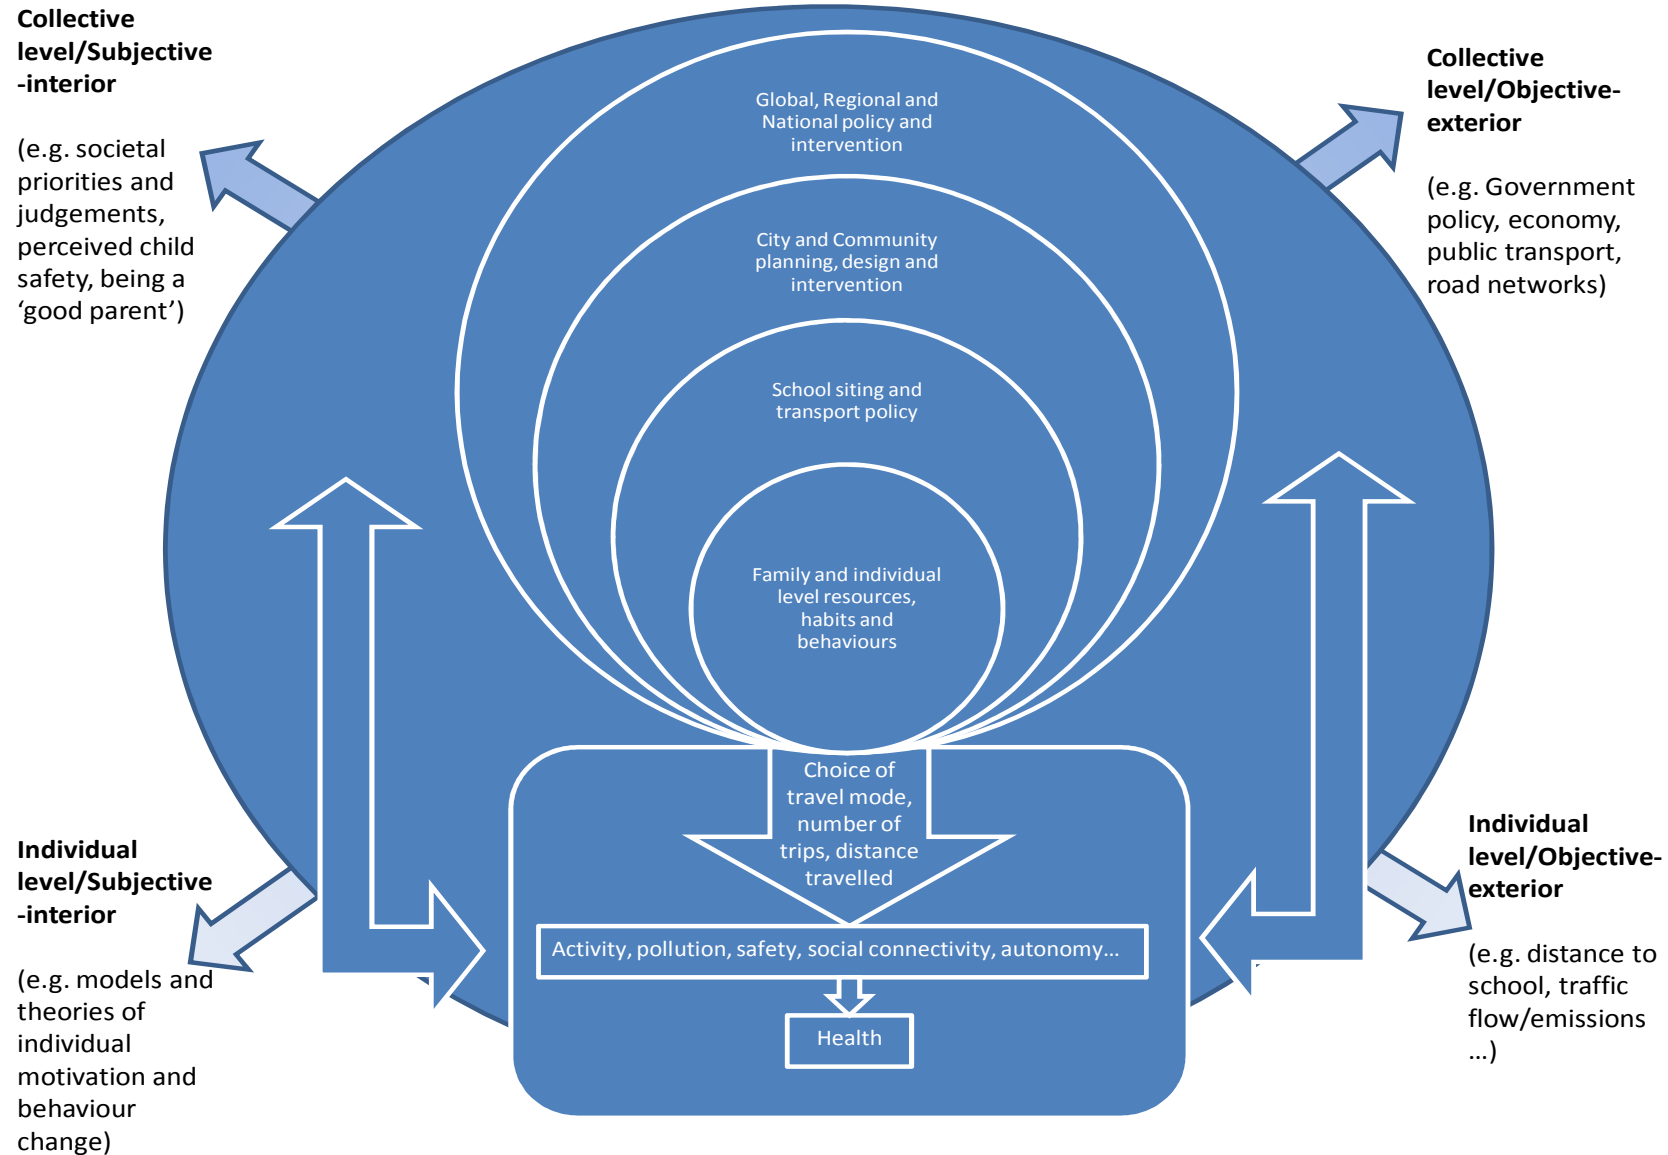 Collective
level/Subjective
-interior
(e.g. societal
priorities and
judgements,
perceived child
safety, being a
‘good parent’)
Collective
level/Objective-
exterior
(e.g. Government
policy, economy,
public transport,
road networks)
Global, Regional and
National policy and
intervention
City and Community
planning, design and
intervention
School siting and
transport policy
Family and individual
level resources,
habits and
behaviours
Choice of
travel mode,
number of
trips, distance
travelled
Activity, pollution, safety, social connectivity, autonomy…
Health
Individual
level/Subjective
-interior
(e.g. models and
theories of
individual
motivation and
behaviour
change)
Individual
level/Objective-
exterior
(e.g. distance to
school, traffic
flow/emissions
…)